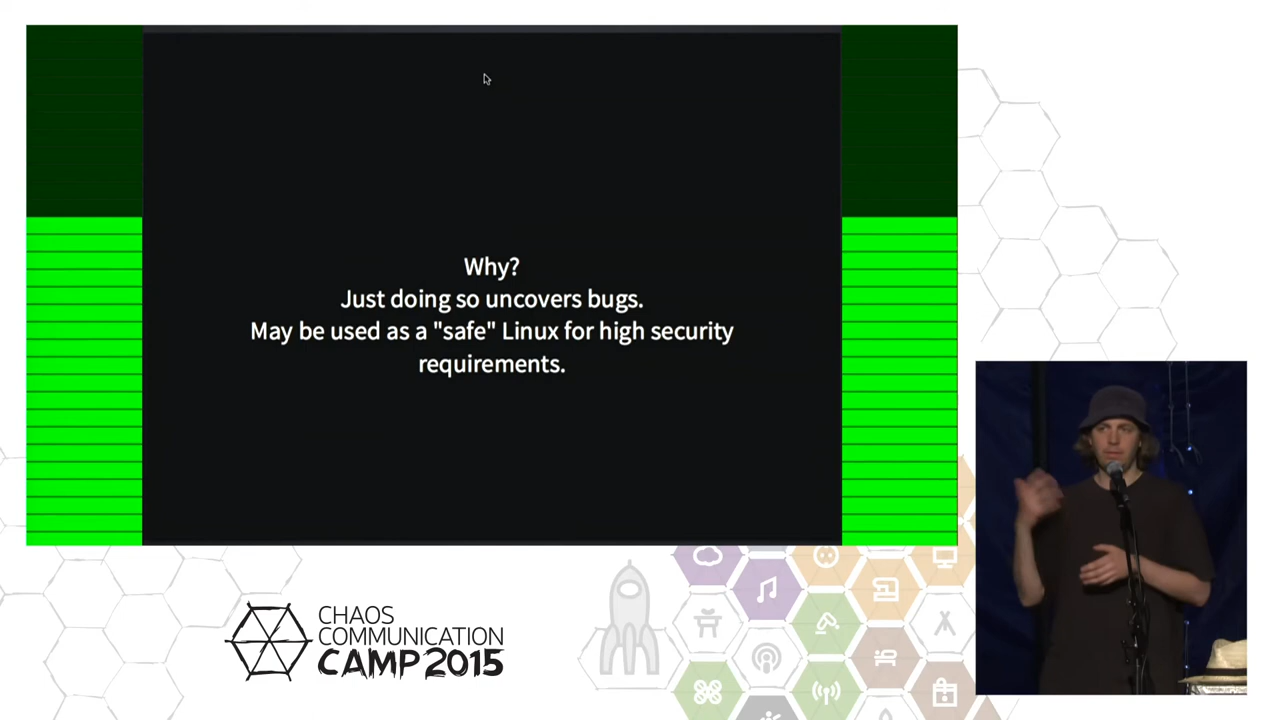 Why?
Just doing so uncovers bugs.
May be used as a "safe" Linux for high security
requirements.
CHAOS
COMMUNICATION
CAMP 2015